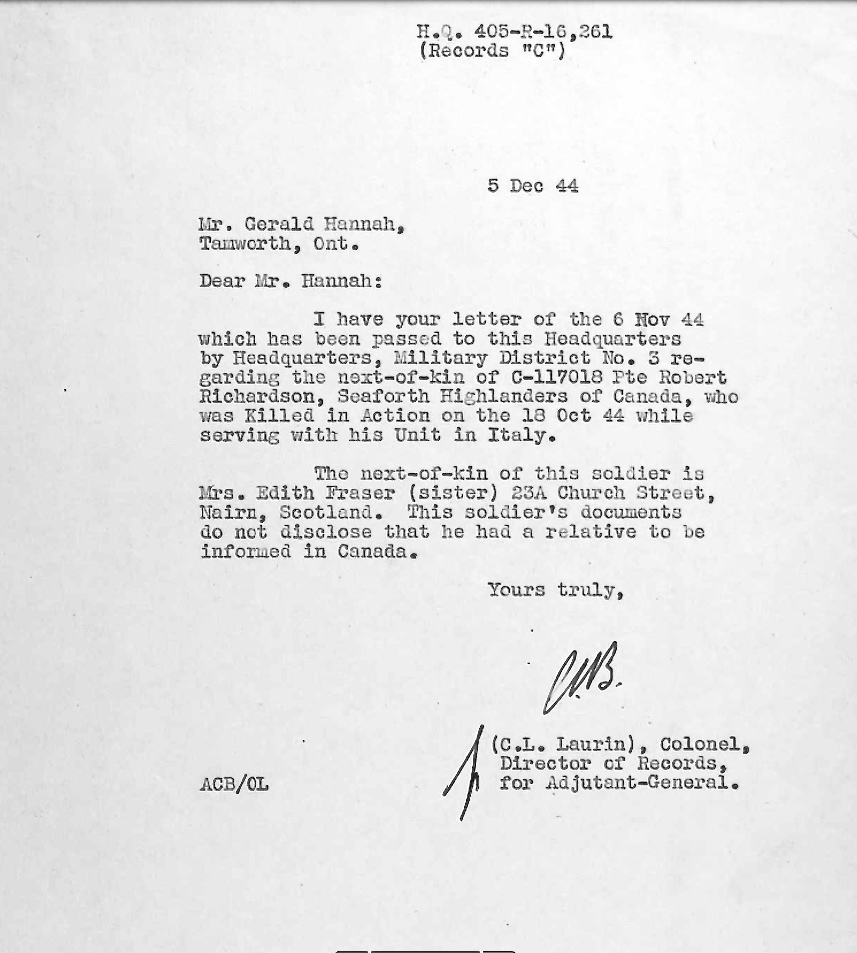 H.Q. 405-R-16,261
(Records "C")
5 Dec 44
Mr. Gerald Hannah,
Tamworth, Ont.
Dear Mr. Hannah:
I have your letter of the 6 Nov 44
which has been passed to this Headquarters
by Headquarters, Military District No. 3 re-
garding the next-of-kin of C-117018 Pte Robert
Richardson, Seaforth Highlanders of Canada, who
was Killed in Action on the 18 Oct 44 while
serving with his Unit in Italy.
The next-of-kin of this soldier is
Mrs. Edith Fraser (sister) 23A Church Street,
Nairn, Scotland. This soldier's documents
do not disclose that he had a relative to be
informed in Canada.
Yours truly,
(C.L. Laurin), Colonel,
Director of Records,
for Adjutant-General.
ACB/OL